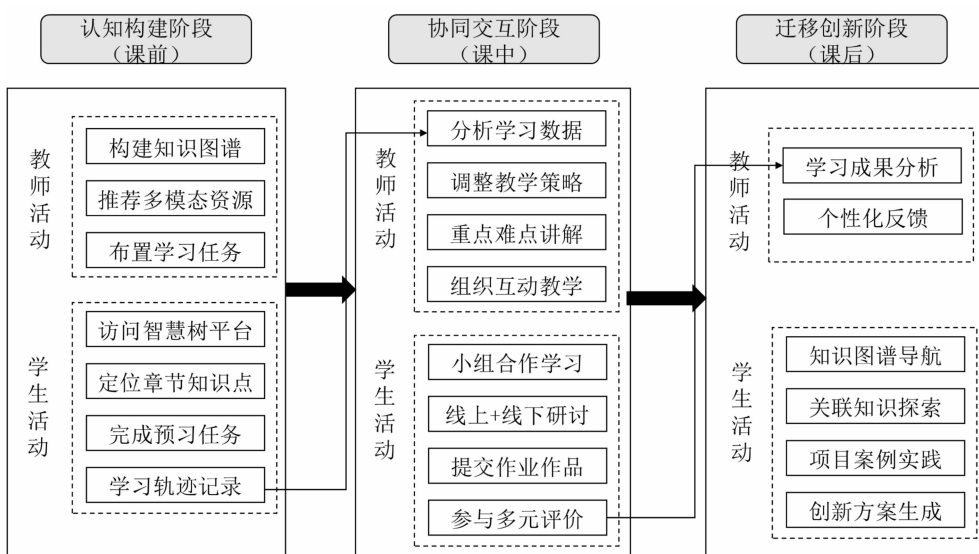 认知构建阶段
（课前）
协同交互阶段
（课中）
迁移创新阶段
（课后）
教师活动
构建知识图谱
推荐多模态资源
布置学习任务
学生活动
访问智慧树平台
定位章节知识点
完成预习任务
学习轨迹记录
教师活动
分析学习数据
调整教学策略
重点难点讲解
组织互动教学
学生活动
小组合作学习
线上+线下研讨
提交作业作品
参与多元评价
教师活动
学习成果分析
个性化反馈
学生活动
知识图谱导航
关联知识探索
项目案例实践
创新方案生成